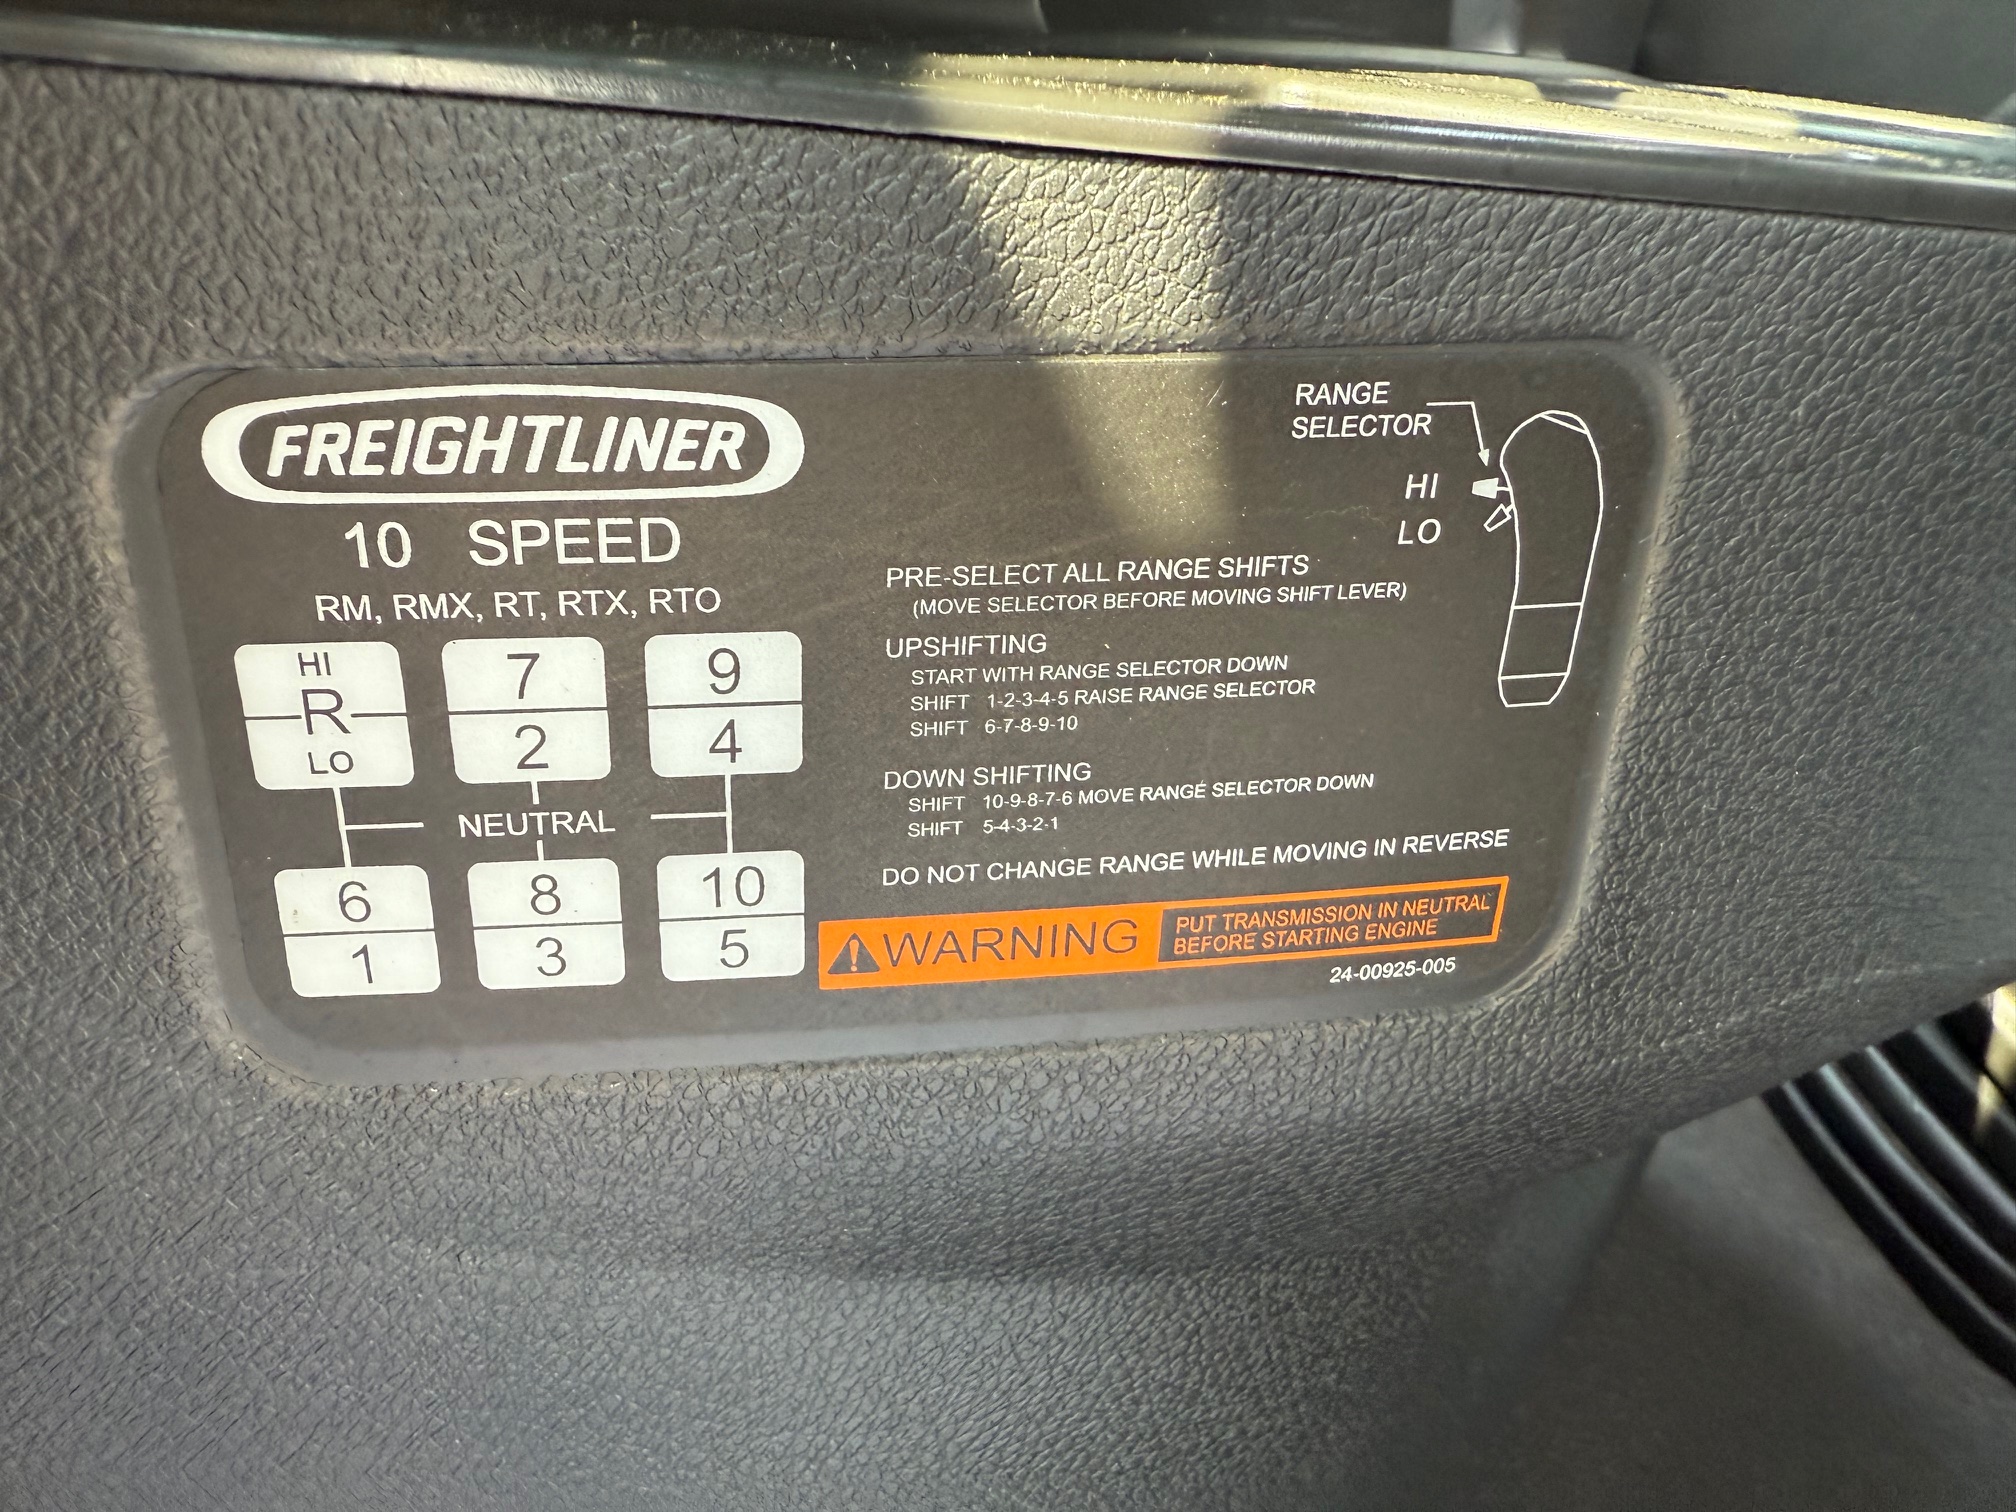 FREIGHTLINER
10 SPEED
RM, RMX, RT, RTX, RTO
HI
R
LO
7
2
9
4
NEUTRAL
6
1
8
3
10
5
RANGE
SELECTOR
HI
LO
PRE-SELECT ALL RANGE SHIFTS
(MOVE SELECTOR BEFORE MOVING SHIFT LEVER)
UPSHIFTING
START WITH RANGE SELECTOR DOWN
SHIFT 1-2-3-4-5 RAISE RANGE SELECTOR
SHIFT 6-7-8-9-10
DOWN SHIFTING
SHIFT 10-9-8-7-6 MOVE RANGE SELECTOR DOWN
SHIFT 5-4-3-2-1
DO NOT CHANGE RANGE WHILE MOVING IN REVERSE
WARNING
PUT TRANSMISSION IN NEUTRAL
BEFORE STARTING ENGINE
24-00925-005